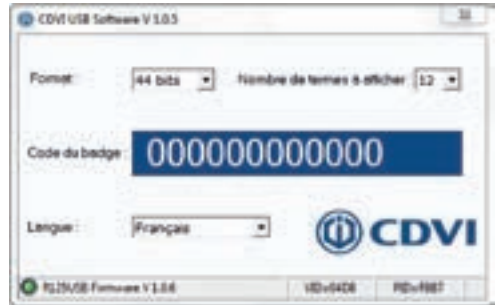 CDVI USB Software V 1.0.5
Format : 44 bits Nombre de termes à afficher 12
Code du badge 000000000000
Langue : Français
CDVI
Firmware V 1.0.6